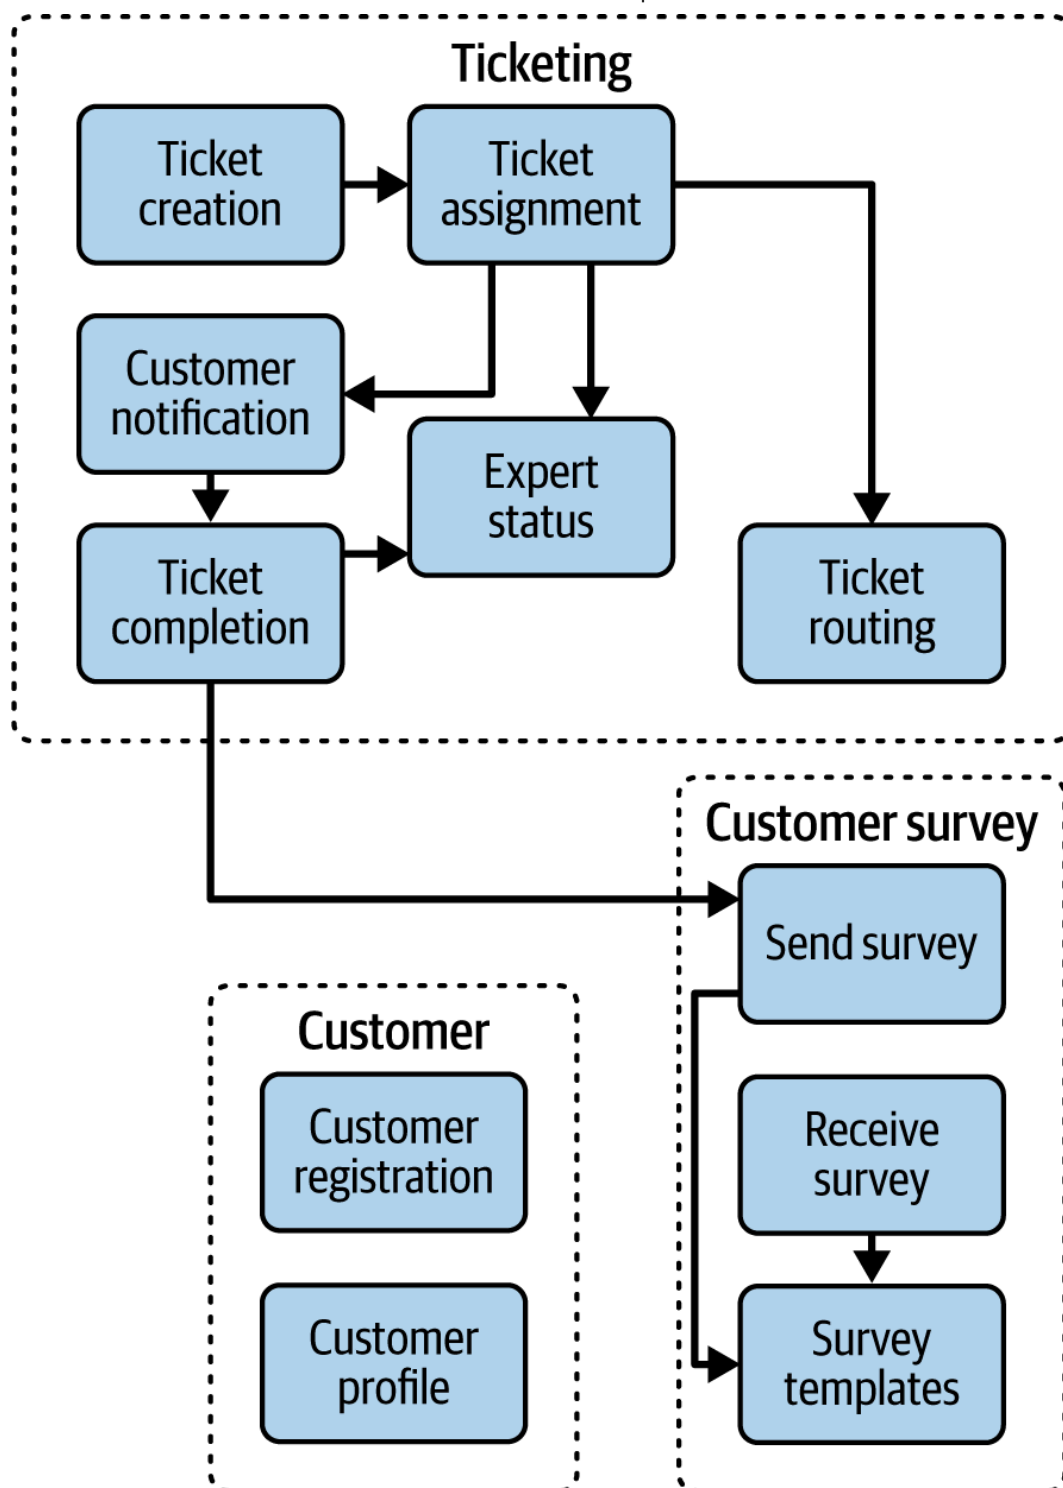 Ticketing
Ticket
creation
Ticket
assignment
Customer
notification
Expert
status
Ticket
completion
Ticket
routing
Customer survey
Send survey
Customer
Customer
registration
Receive
survey
Customer
profile
Survey
templates